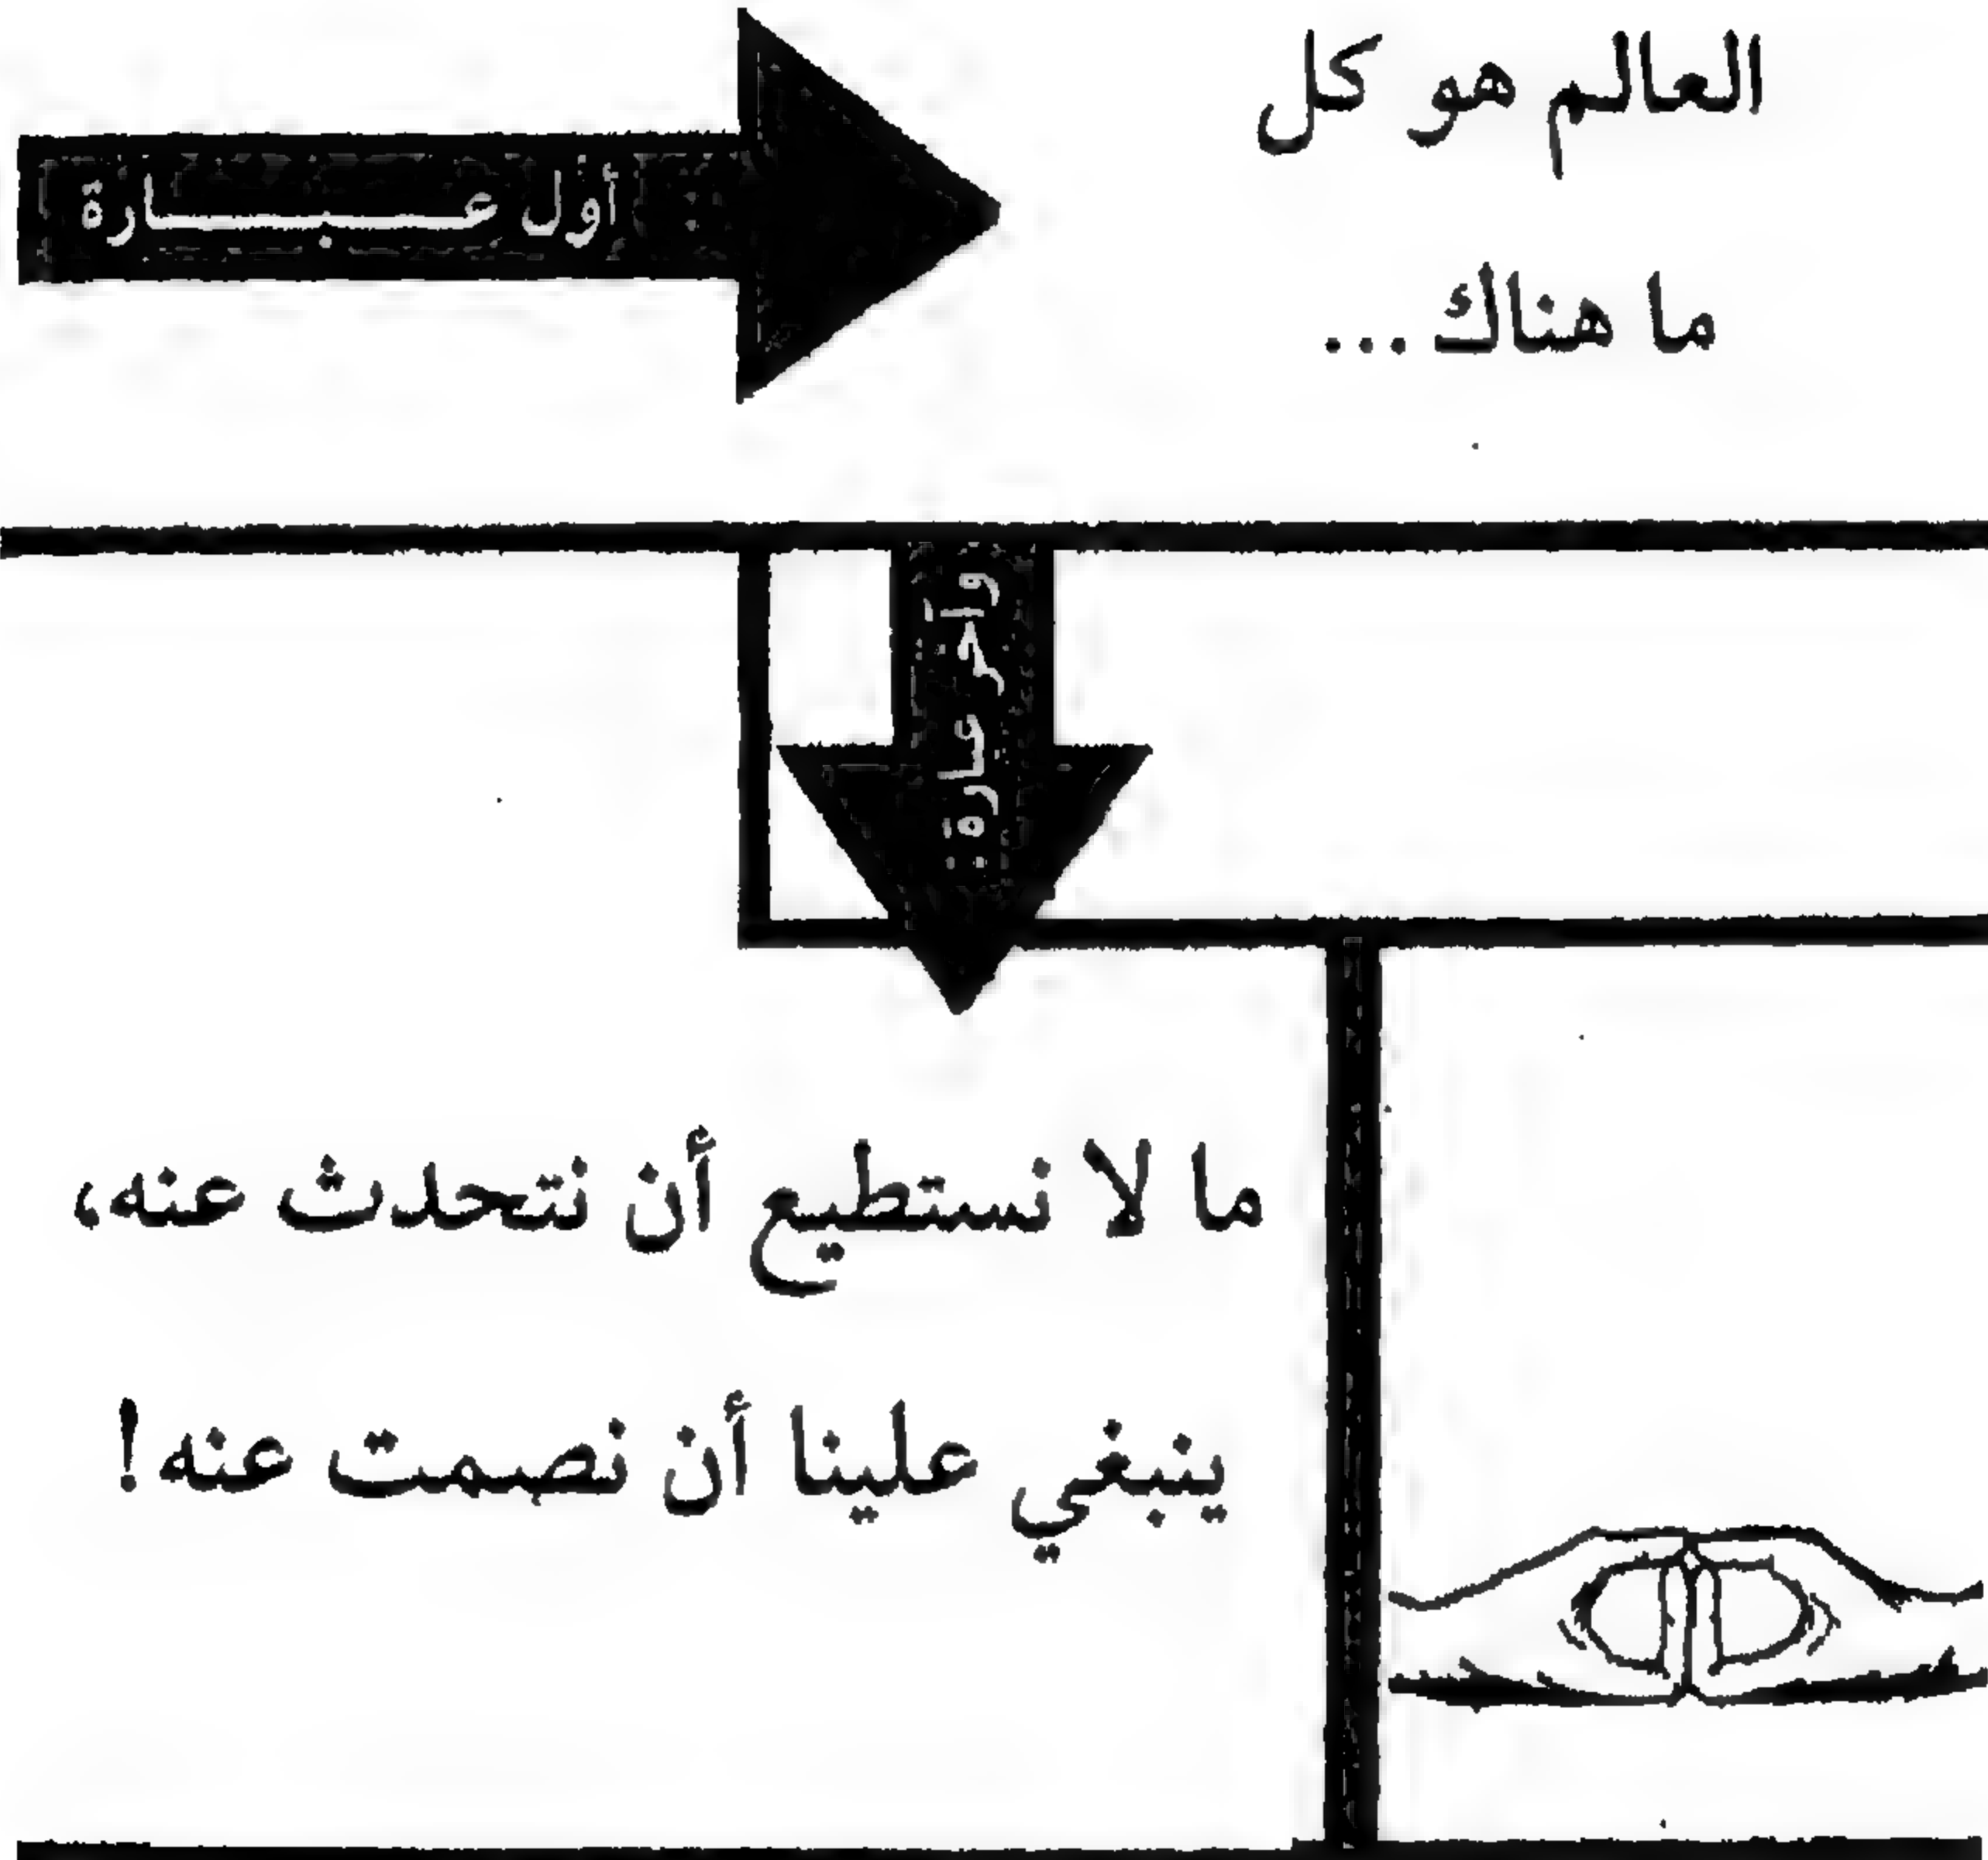 أول عبارة :
العالم هو كل
ما هناك ...
وآخر عبارة :
ما لا نستطيع أن نتحدث عنه،
ينبغي علينا أن نصمت عنه!